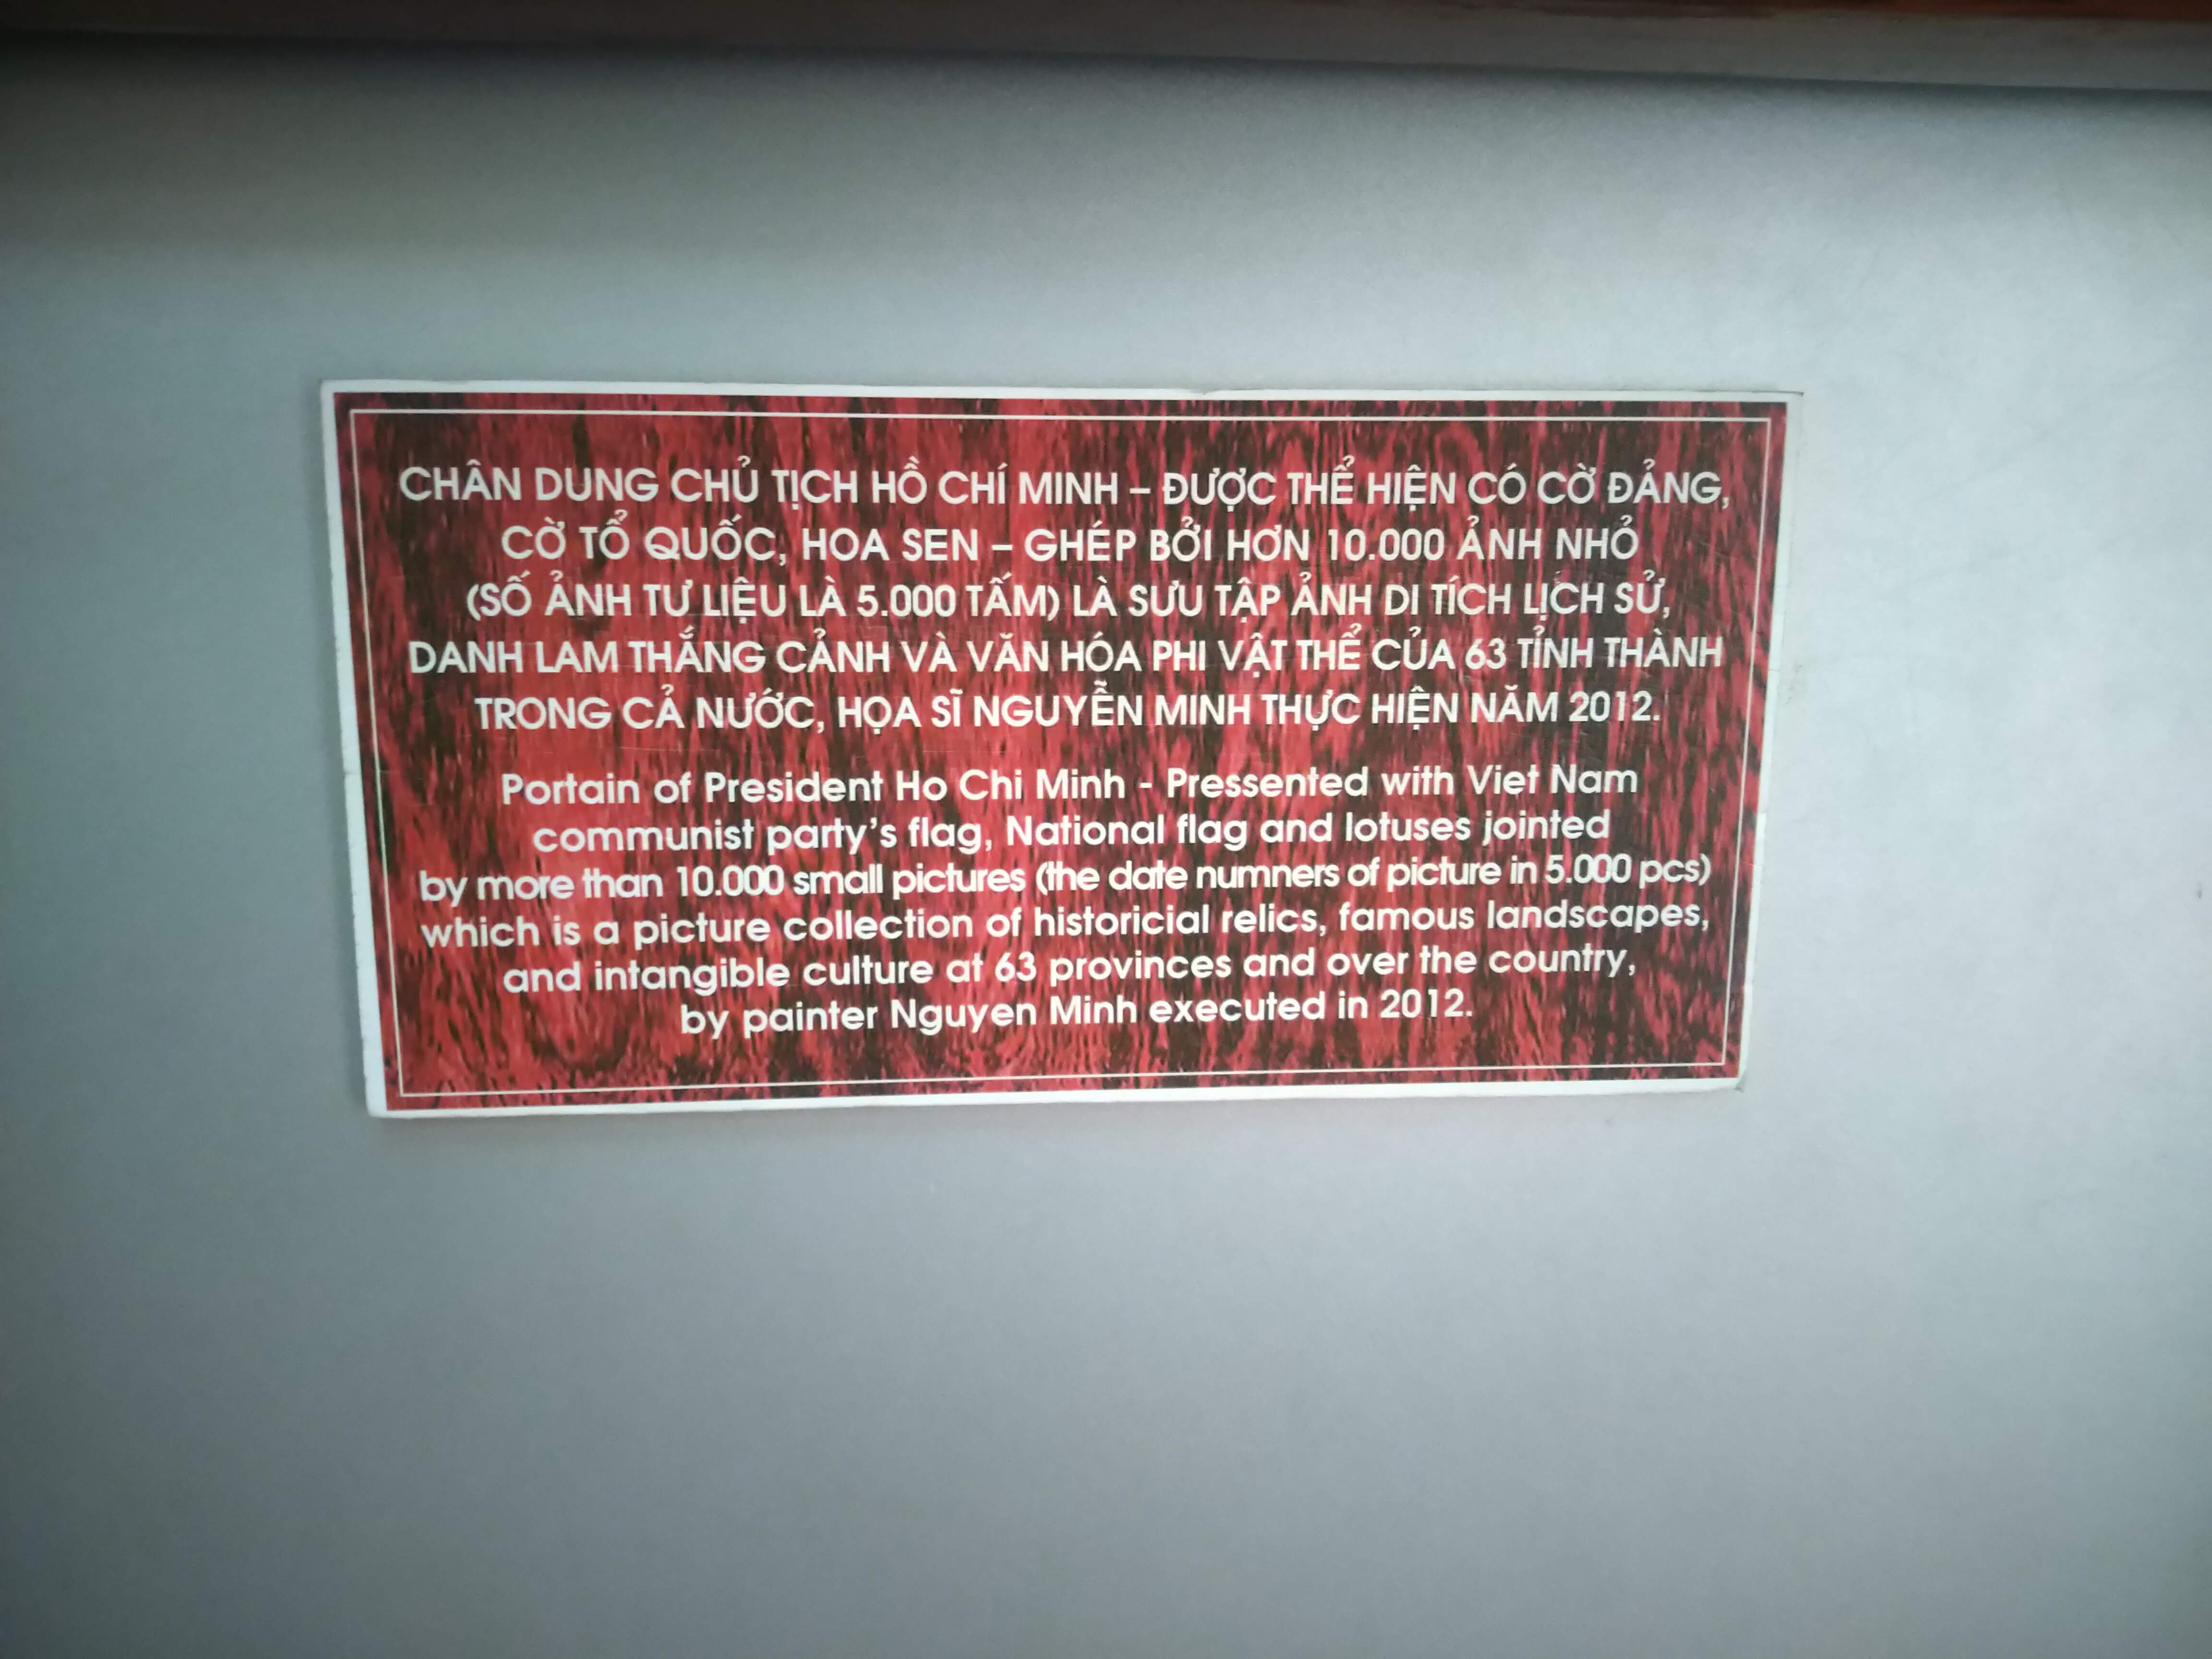 CHÂN DUNG CHỦ TỊCH HỒ CHÍ MINH – ĐƯỢC THỂ HIỆN CÓ CỜ ĐẢNG,
CỜ TỔ QUỐC, HOA SEN – GHÉP BỞI HƠN 10.000 ẢNH NHỎ
(SỐ ẢNH TƯ LIỆU LÀ 5.000 TẤM) LÀ SƯU TẬP ẢNH DI TÍCH LỊCH SỬ,
DANH LAM THẮNG CẢNH VÀ VĂN HÓA PHI VẬT THỂ CỦA 63 TỈNH THÀNH
TRONG CẢ NƯỚC, HỌA SĨ NGUYỄN MINH THỰC HIỆN NĂM 2012.
Portain of President Ho Chi Minh - Pressented with Viet Nam
communist party's flag, National flag and lotuses jointed
by more than 10.000 small pictures (the date numners of picture in 5.000 pcs)
which is a picture collection of historicial relics, famous landscapes,
and intangible culture at 63 provinces and over the country,
by painter Nguyen Minh executed in 2012.